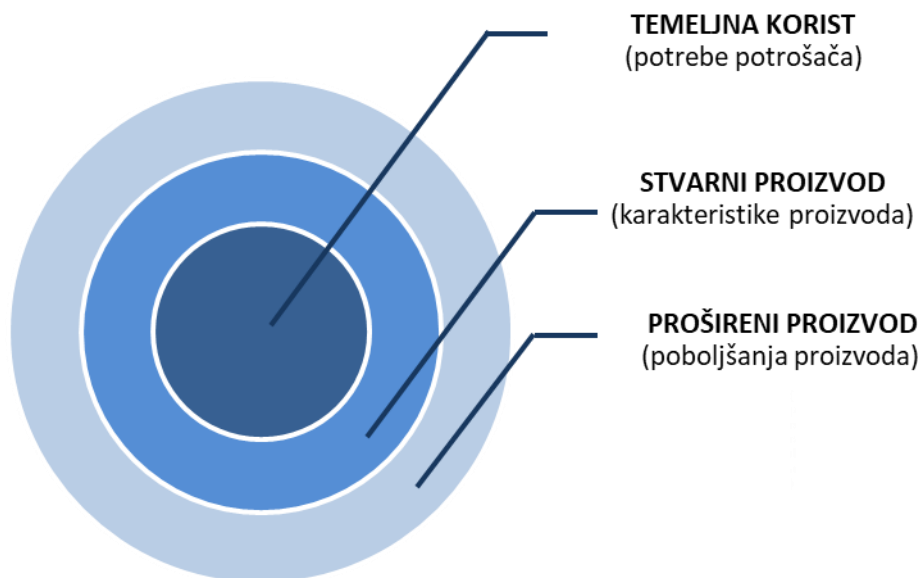 TEMELJNA KORIST
(potrebe potrošača)
STVARNI PROIZVOD
(karakteristike proizvoda)
PROŠIRENI PROIZVOD
(poboljšanja proizvoda)